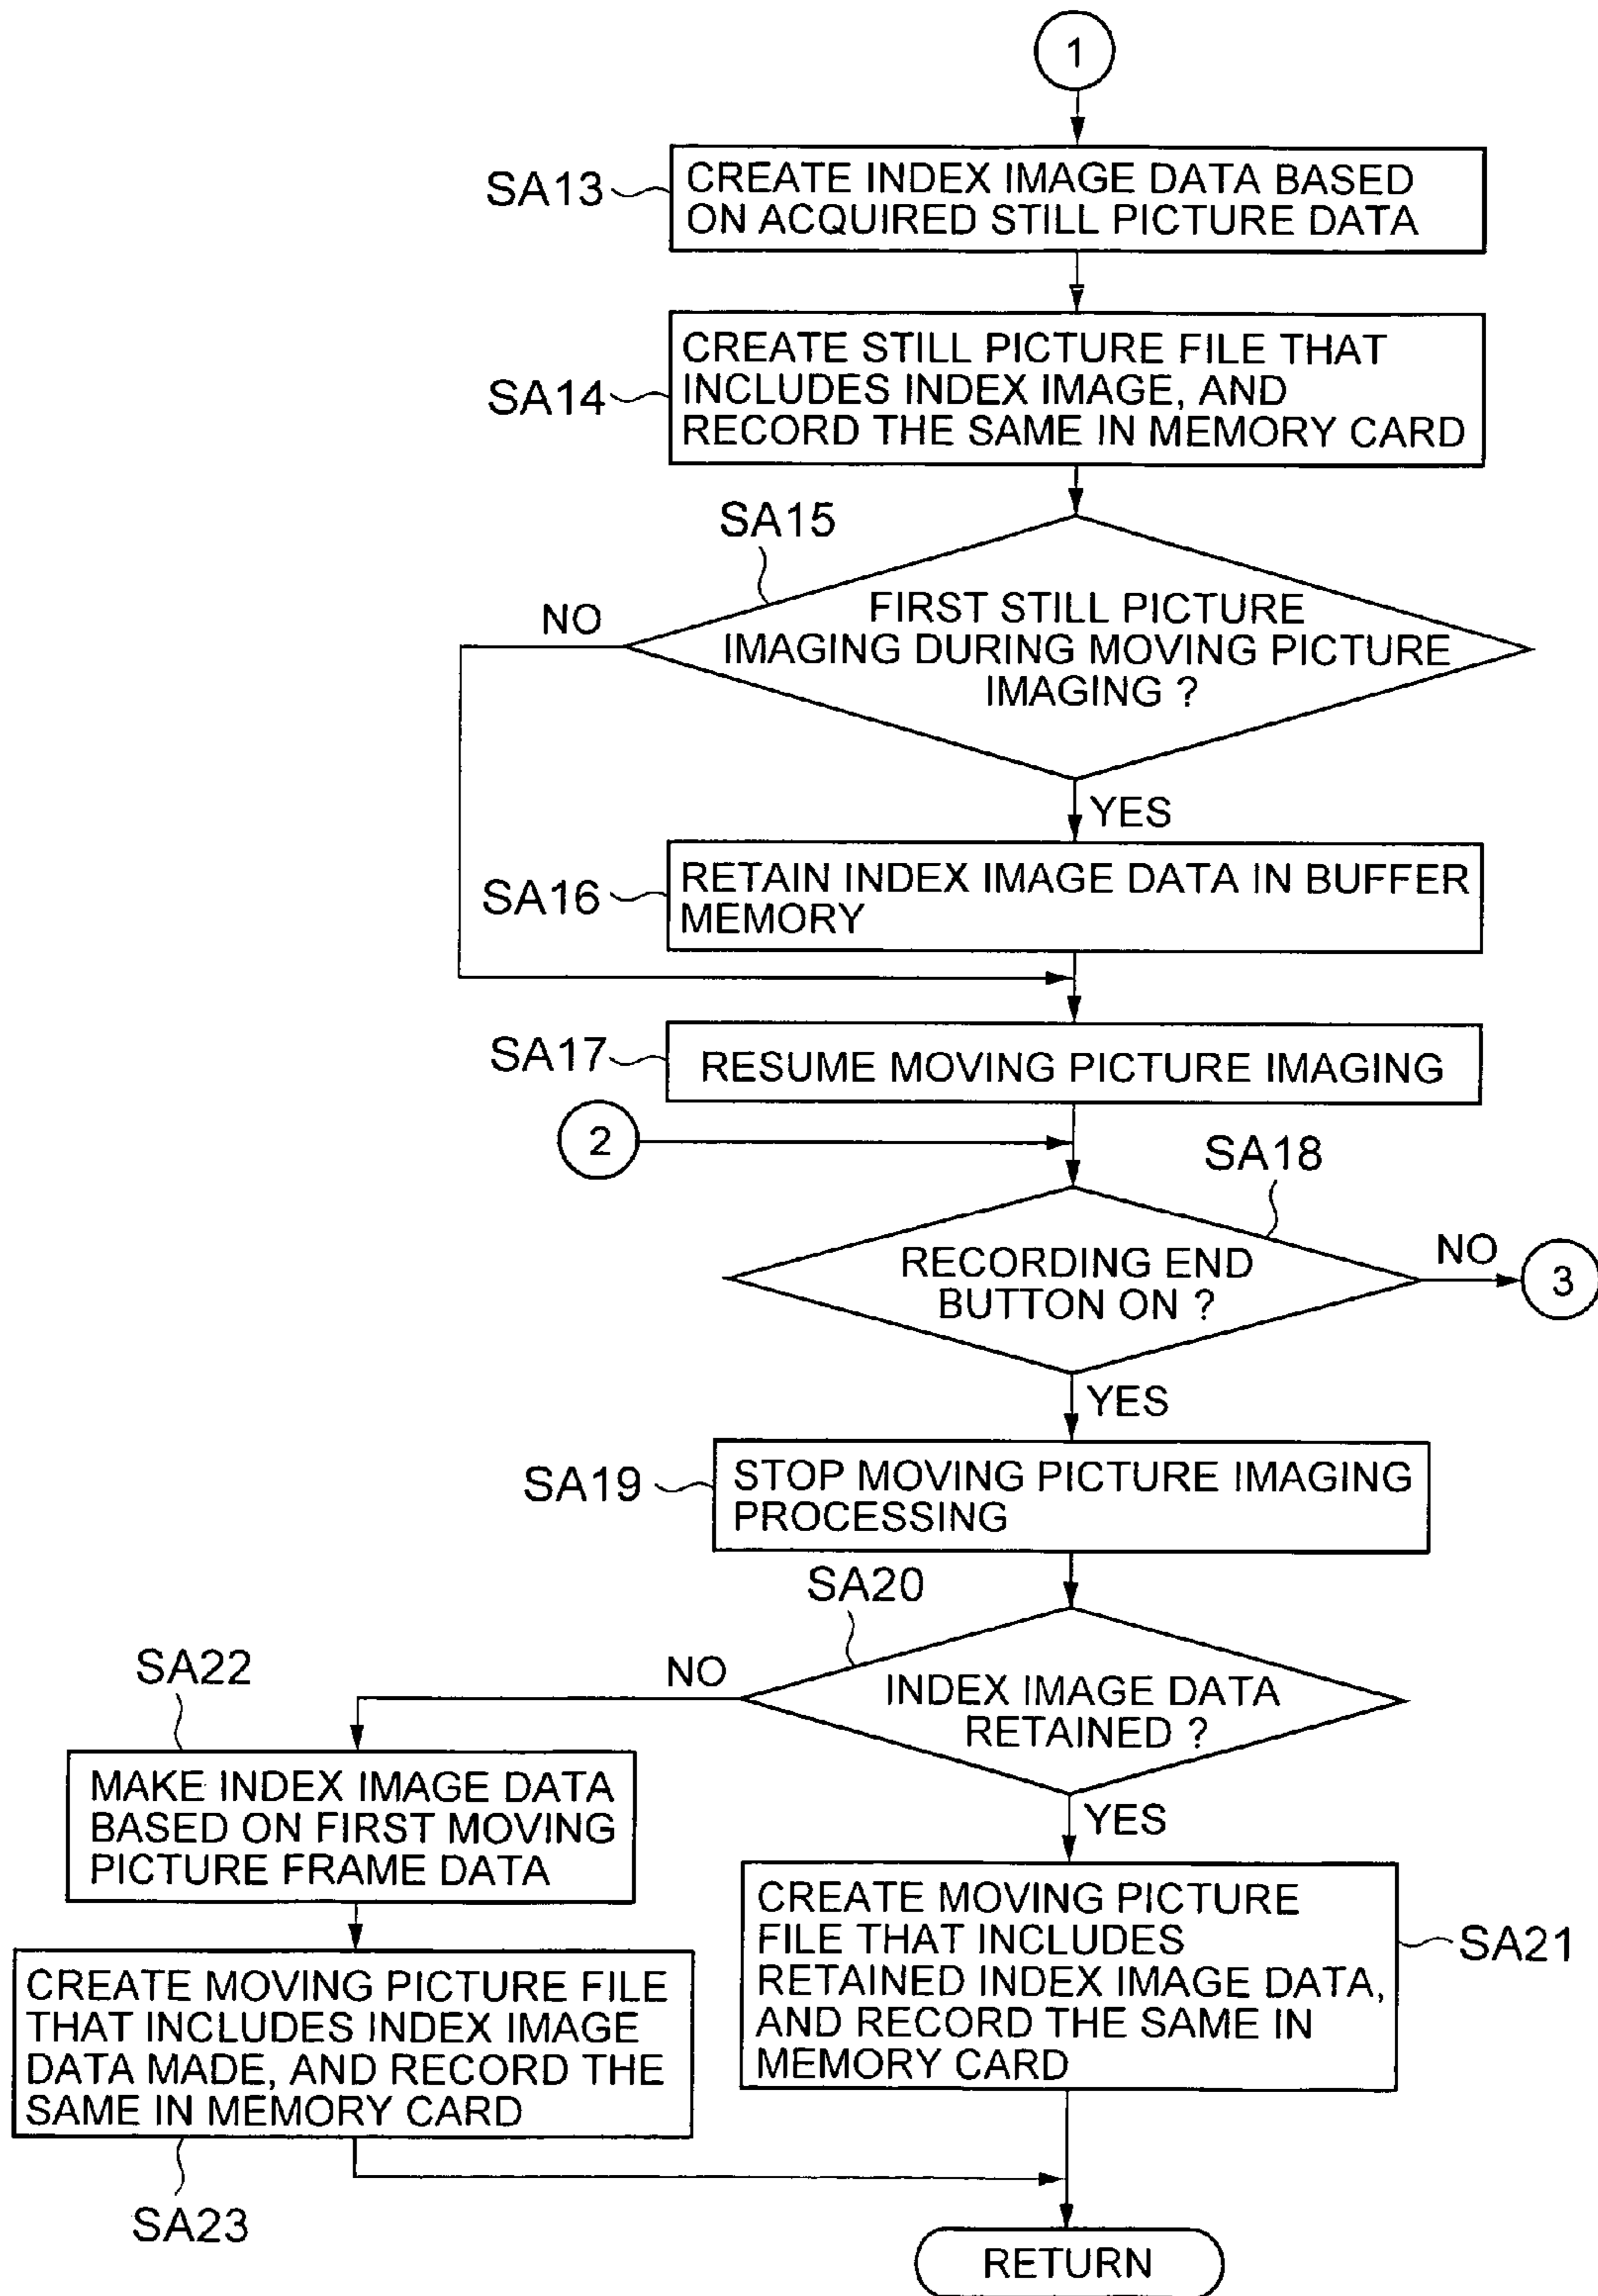 1
SA13
CREATE INDEX IMAGE DATA BASED
ON ACQUIRED STILL PICTURE DATA
SA14
CREATE STILL PICTURE FILE THAT
INCLUDES INDEX IMAGE, AND
RECORD THE SAME IN MEMORY CARD
SA15
NO
FIRST STILL PICTURE
IMAGING DURING MOVING PICTURE
IMAGING ?
YES
SA16
RETAIN INDEX IMAGE DATA IN BUFFER
MEMORY
SA17
RESUME MOVING PICTURE IMAGING
2
SA18
RECORDING END
BUTTON ON ?
NO
3
YES
SA19
STOP MOVING PICTURE IMAGING
PROCESSING
SA20
INDEX IMAGE DATA
RETAINED ?
NO
SA22
MAKE INDEX IMAGE DATA
BASED ON FIRST MOVING
PICTURE FRAME DATA
YES
CREATE MOVING PICTURE
FILE THAT INCLUDES
RETAINED INDEX IMAGE DATA,
AND RECORD THE SAME IN
MEMORY CARD
SA21
CREATE MOVING PICTURE FILE
THAT INCLUDES INDEX IMAGE
DATA MADE, AND RECORD THE
SAME IN MEMORY CARD
SA23
RETURN